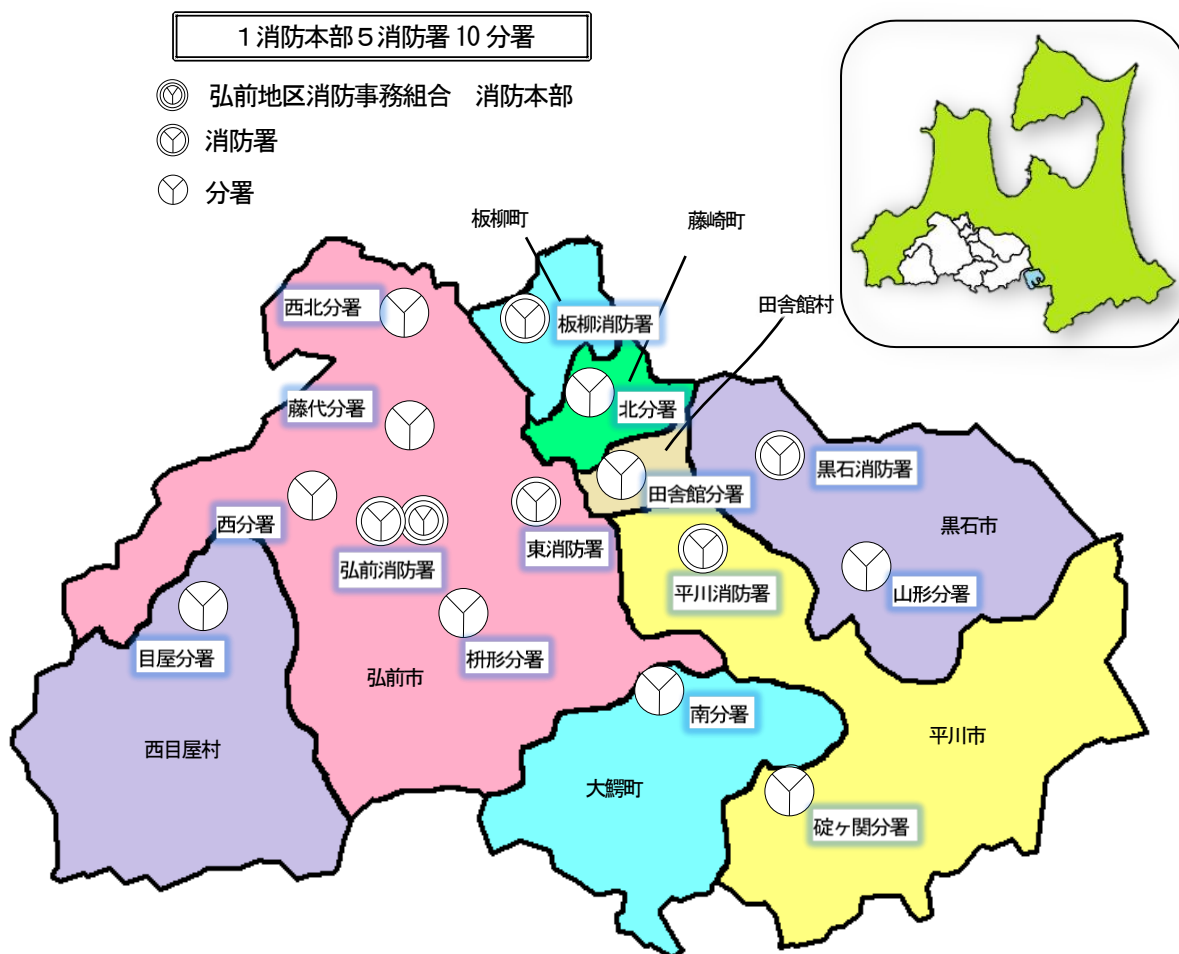 1消防本部5消防署10分署
弘前地区消防事務組合　消防本部
消防署
分署
板柳町
藤崎町
田舎館村
西北分署
板柳消防署
藤代分署
北分署
黒石消防署
田舎館分署
西分署
東消防署
黒石市
弘前消防署
平川消防署
山形分署
目屋分署
枡形分署
弘前市
南分署
西目屋村
平川市
大鰐町
碇ヶ関分署